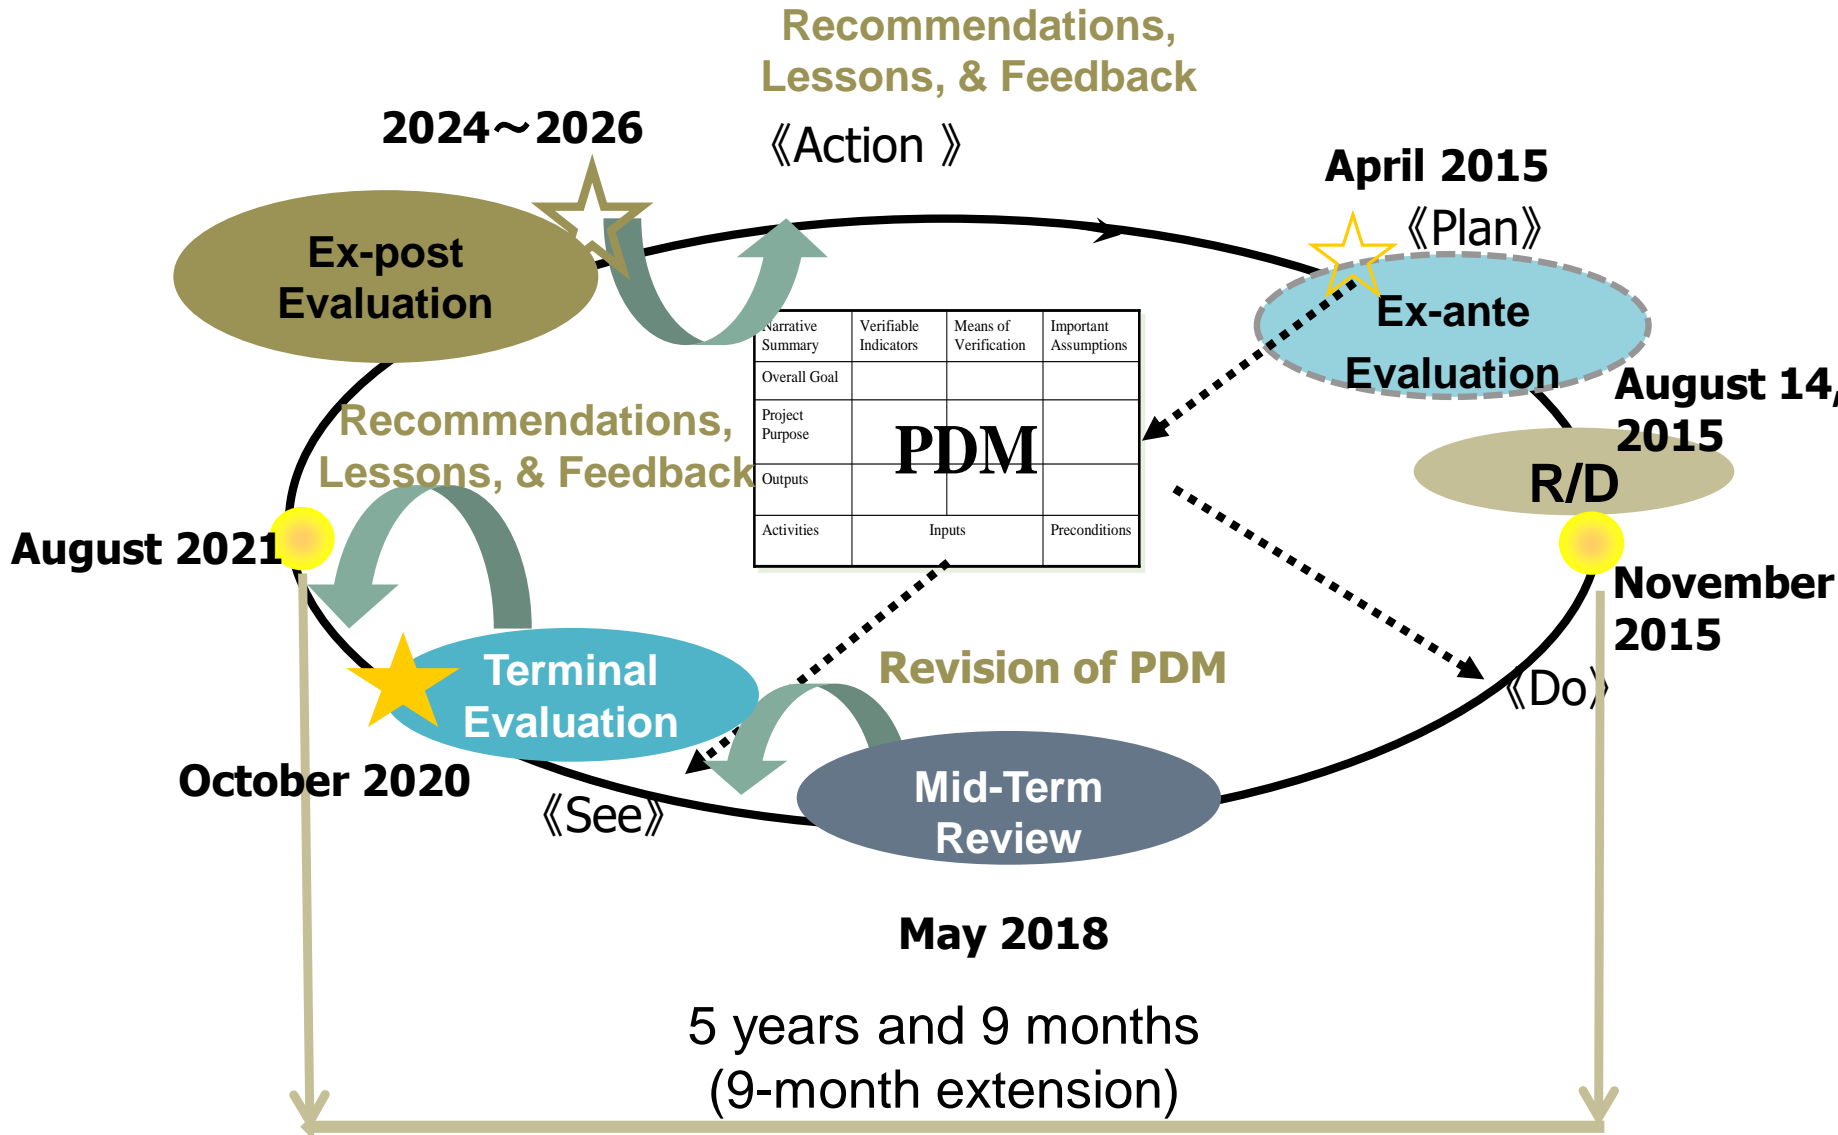 Recommendations,
Lessons, & Feedback
2024～2026
《Action 》
April 2015
《Plan》
Ex-post
Evaluation
Ex-ante
Evaluation
August 14,
2015
R/D
Narrative
Summary
Verifiable
Indicators
Means of
Verification
Important
Assumptions
Overall Goal
Project
Purpose
PDM
Outputs
Activities
Inputs
Preconditions
Recommendations,
Lessons, & Feedback
August 2021
November
2015
Terminal
Evaluation
Revision of PDM
《Do》
October 2020
《See》
Mid-Term
Review
May 2018
5 years and 9 months
(9-month extension)